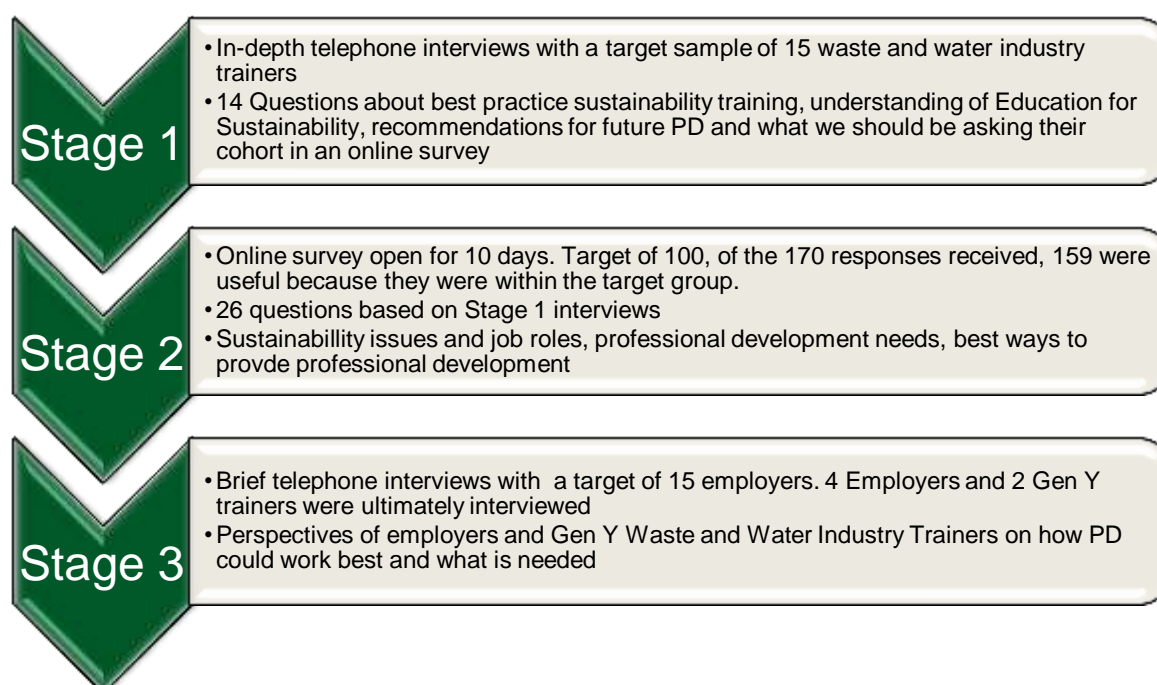 Stage 1
•In-depth telephone interviews with a target sample of 15 waste and water industry
trainers
•14 Questions about best practice sustainability training, understanding of Education for
Sustainability, recommendations for future PD and what we should be asking their
cohort in an online survey
Stage 2
•Online survey open for 10 days. Target of 100, of the 170 responses received, 159 were
useful because they were within the target group.
•26 questions based on Stage 1 interviews
•Sustainabillity issues and job roles, professional development needs, best ways to
provde professional development
Stage 3
•Brief telephone interviews with a target of 15 employers. 4 Employers and 2 Gen Y
trainers were ultimately interviewed
•Perspectives of employers and Gen Y Waste and Water Industry Trainers on how PD
could work best and what is needed